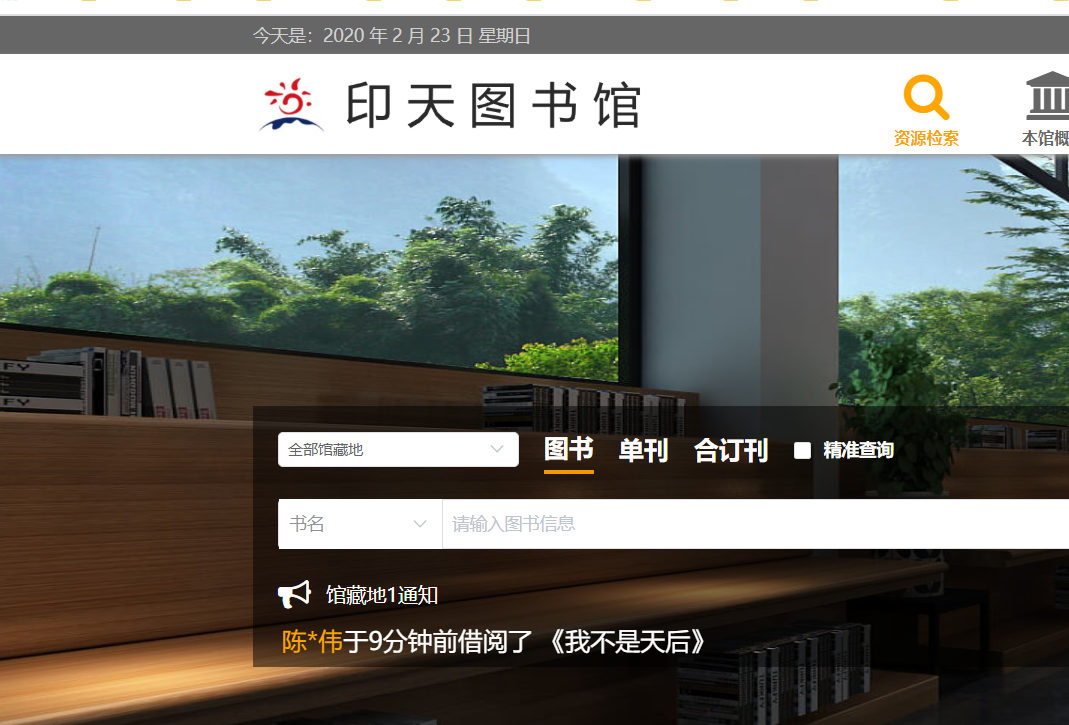 今天是：2020 年 2 月 23 日 星期日
印天图书馆
资源检索
本馆概
全部馆藏地
图书 单刊 合订刊 精准查询
书名 请输入图书信息
馆藏地1通知
陈*伟于9分钟前借阅了 《我不是天后》